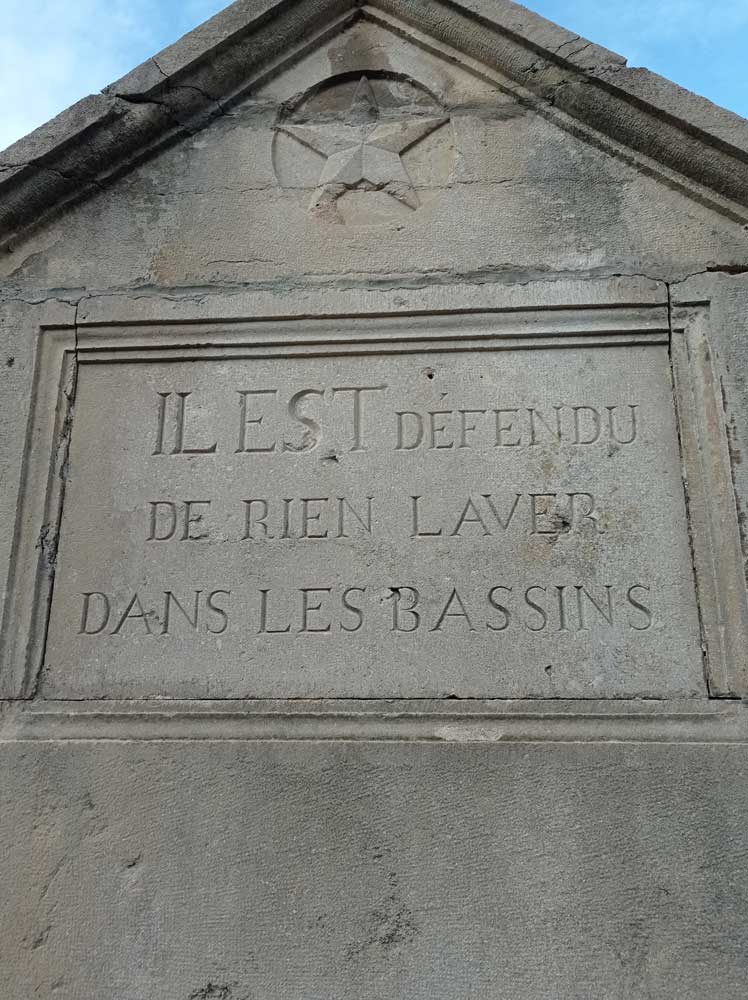 IL EST DÉFENDU
DE RIEN LAVER
DANS LES BASSINS